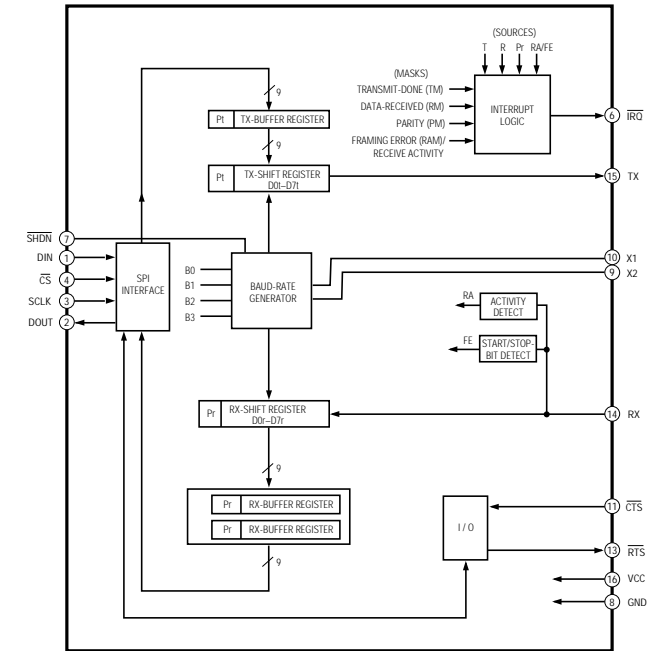 (SOURCES)
T R Pr RA/FE
(MASKS)
TRANSMIT-DONE (TM)
DATA-RECEIVED (RM)
PARITY (PM)
FRAMING ERROR (RAM)/
RECEIVE ACTIVITY
INTERRUPT
LOGIC
6 IRQ
9
Pt TX-BUFFER REGISTER
9
Pt TX-SHIFT REGISTER
D0t–D7t
15 TX
SHDN 7
DIN 1
CS 4
SCLK 3
DOUT 2
SPI
INTERFACE
B0
B1
B2
B3
BAUD-RATE
GENERATOR
10 X1
9 X2
RA
ACTIVITY
DETECT
FE
START/STOP-
BIT DETECT
Pr RX-SHIFT REGISTER
D0r–D7r
14 RX
9
Pr RX-BUFFER REGISTER
Pr RX-BUFFER REGISTER
9
I / O
11 CTS
13 RTS
16 VCC
8 GND